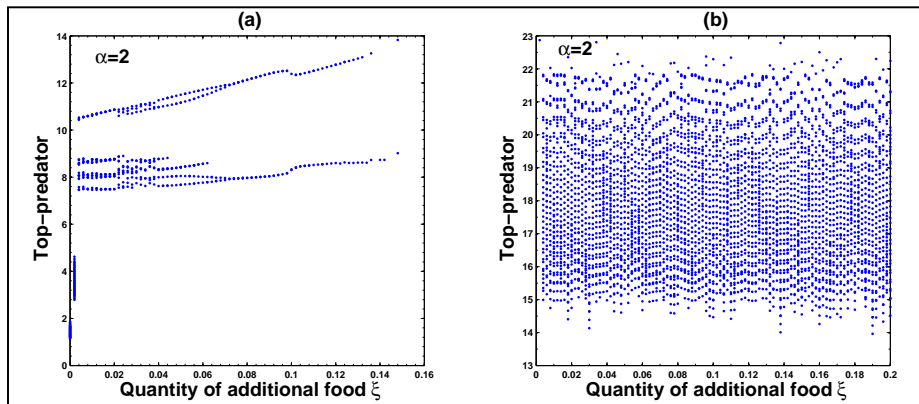 (a)
α=2
Top−predator
14
12
10
8
6
4
2
0
0 0.02 0.04 0.06 0.08 0.1 0.12 0.14 0.16
Quantity of additional food ξ
(b)
α=2
Top−predator
23
22
21
20
19
18
17
16
15
14
13
0 0.02 0.04 0.06 0.08 0.1 0.12 0.14 0.16 0.18 0.2
Quantity of additional food ξ